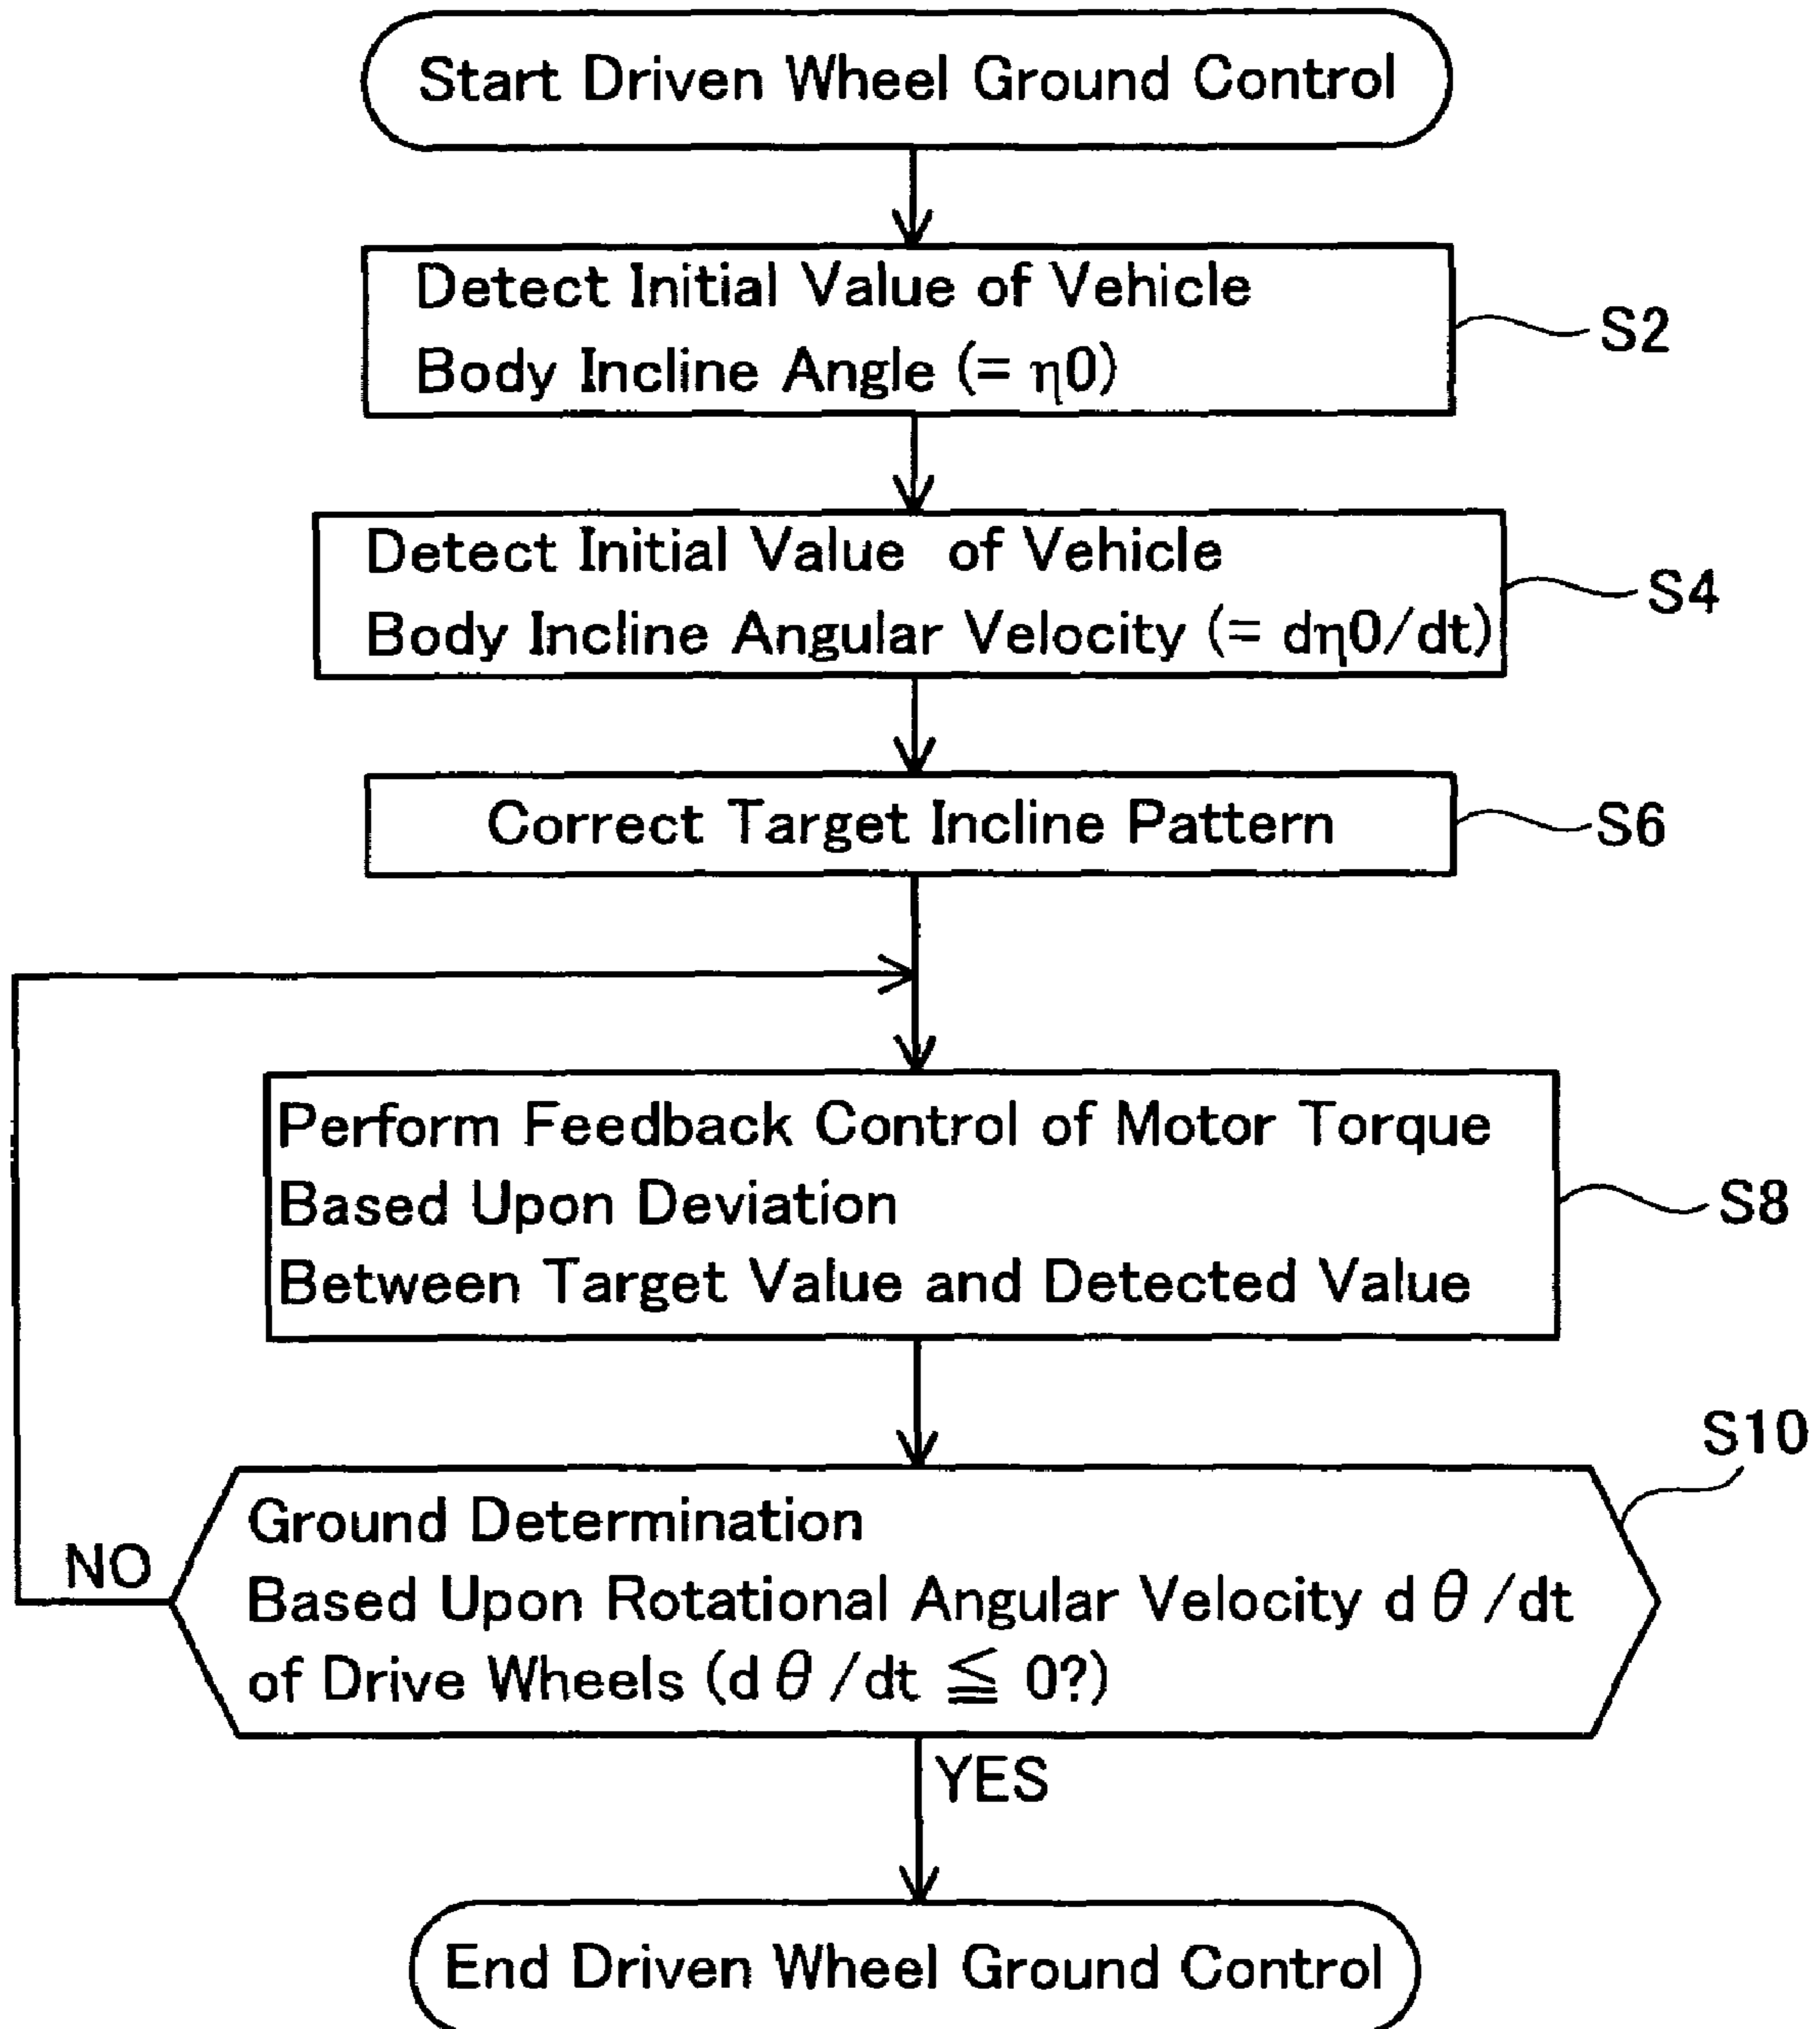 Start Driven Wheel Ground Control
Detect Initial Value of Vehicle
Body Incline Angle (= η0)
S2
Detect Initial Value of Vehicle
Body Incline Angular Velocity (= dη0/dt)
S4
Correct Target Incline Pattern
S6
Perform Feedback Control of Motor Torque
Based Upon Deviation
Between Target Value and Detected Value
S8
S10
Ground Determination
Based Upon Rotational Angular Velocity dθ/dt
of Drive Wheels (dθ/dt ≦ 0?)
NO
YES
End Driven Wheel Ground Control